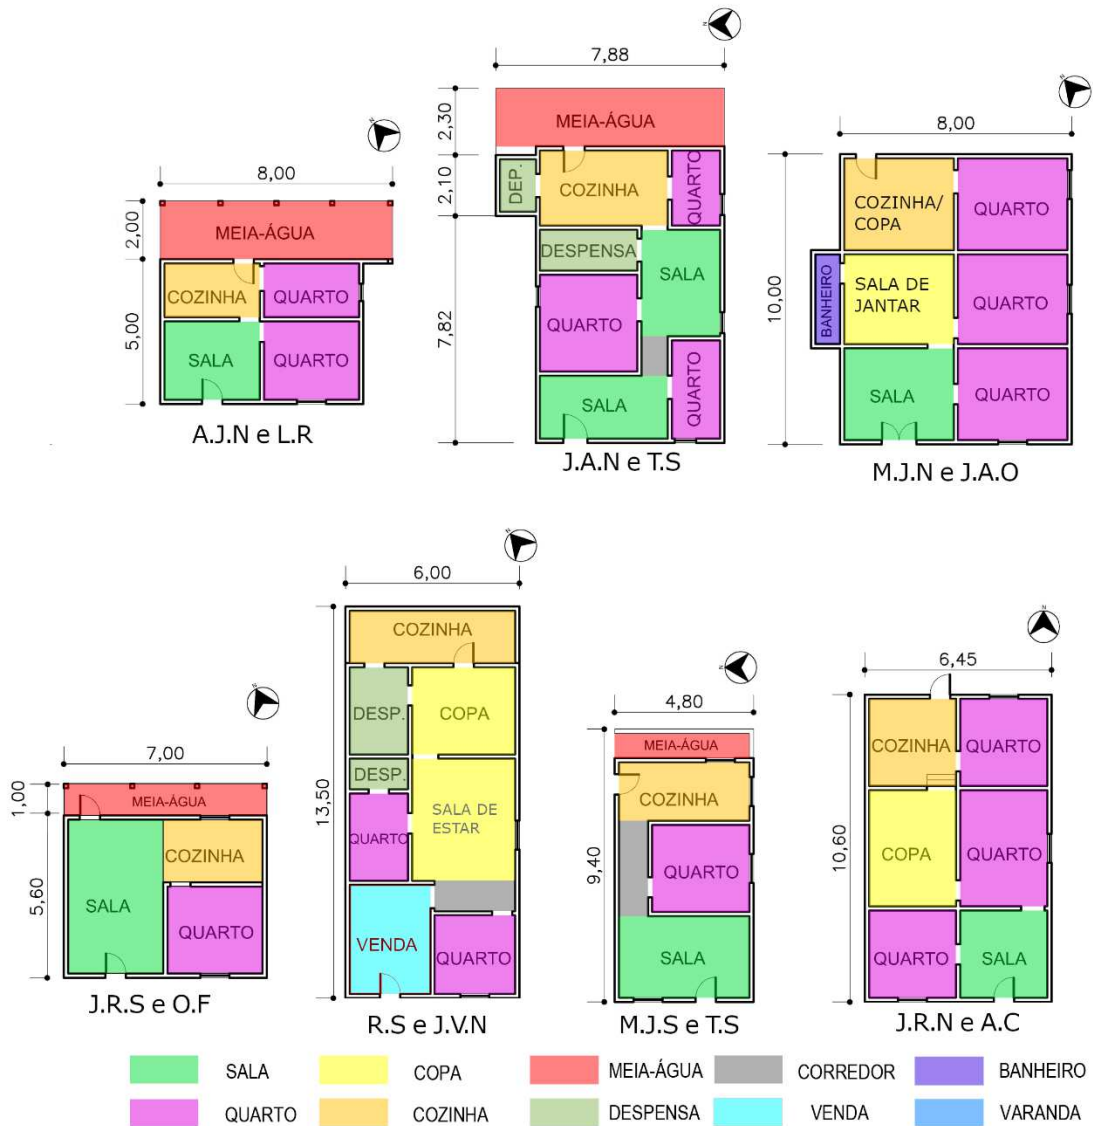 7,88
2,30
MEIA-ÁGUA
2,10
DEP.
COZINHA
QUARTO
DESPENSA
SALA
7,82
QUARTO
QUARTO
SALA
J.A.N e T.S
N
8,00
10,00
COZINHA/
COPA
QUARTO
BANHEIRO
SALA DE
JANTAR
QUARTO
SALA
QUARTO
M.J.N e J.A.O
N
8,00
2,00
MEIA-ÁGUA
5,00
COZINHA
QUARTO
SALA
QUARTO
A.J.N e L.R
N
7,00
1,00
MEIA-ÁGUA
5,60
COZINHA
SALA
QUARTO
J.R.S e O.F
N
6,00
13,50
COZINHA
DESP.
COPA
DESP.
QUARTO
SALA DE
ESTAR
VENDA
QUARTO
R.S e J.V.N
N
4,80
9,40
MEIA-ÁGUA
COZINHA
QUARTO
SALA
M.J.S e T.S
N
6,45
10,60
COZINHA
QUARTO
COPA
QUARTO
QUARTO
SALA
J.R.N e A.C
SALA
COPA
MEIA-ÁGUA
CORREDOR
BANHEIRO
QUARTO
COZINHA
DESPENSA
VENDA
VARANDA